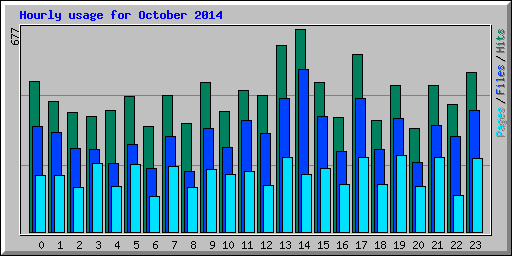 Hourly usage for October 2014
677
Pages/Files/Hits
0 1 2 3 4 5 6 7 8 9 10 11 12 13 14 15 16 17 18 19 20 21 22 23